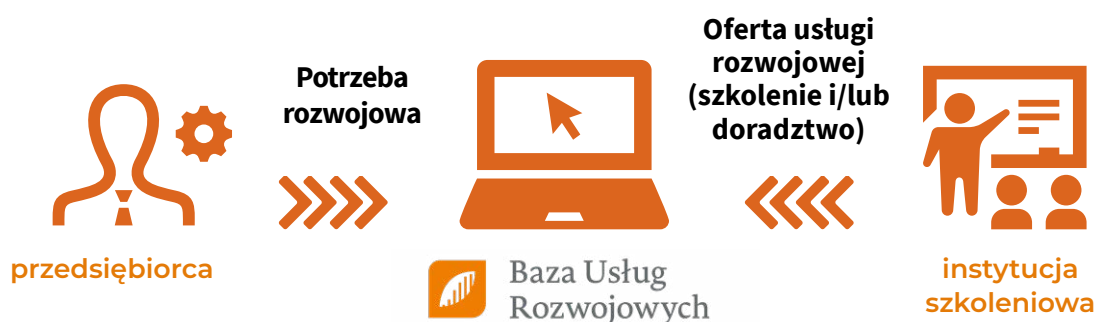 Potrzeba
rozwojowa
Oferta usługi
rozwojowej
(szkolenie i/lub
doradztwo)
przedsiębiorca
Baza Usług
Rozwojowych
instytucja
szkoleniowa